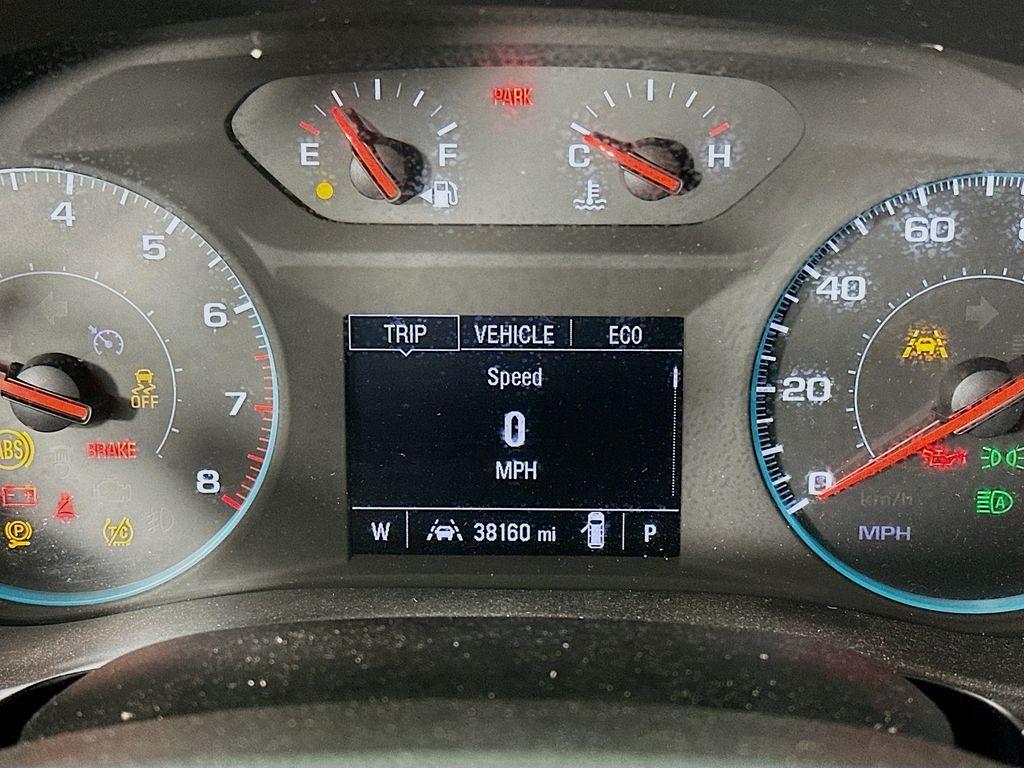 PARK
E F
C H
4
5
6
7
8
OFF
ABS
BRAKE
P
T/C
TRIP VEHICLE ECO
Speed
0
MPH
W 38160 mi P
60
40
20
0
km/h
MPH
A